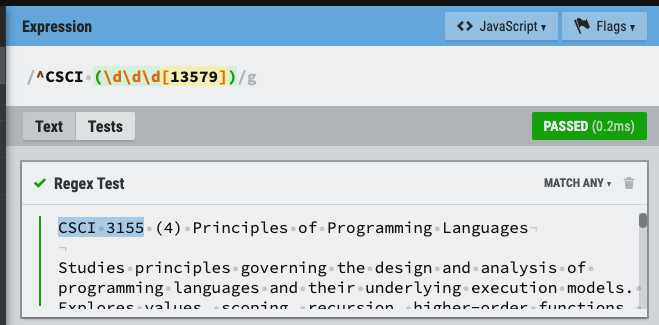 Expression
<> JavaScript ▾
Flags ▾
/^CSCI (\d\d\d[13579])/g
Text
Tests
PASSED (0.2ms)
Regex Test
MATCH ANY ▾
CSCI 3155 (4) Principles of Programming Languages¬
¬
Studies principles governing the design and analysis of
programming languages and their underlying execution models.
Explores values, scoping, recursion, higher-order functions,